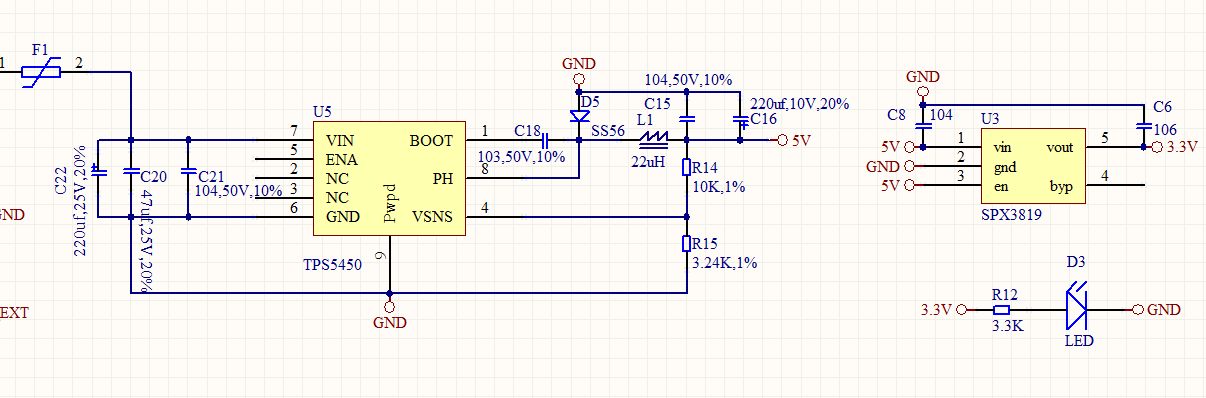 F1
1
2
GND
EXT
C22
220uf,25V,20%
C20
47uf,25V,20%
C21
104,50V,10%
U5
7
VIN
5
ENA
2
NC
3
NC
6
GND
BOOT
1
PH
8
VSNS
4
Pwpd
9
TPS5450
GND
C18
103,50V,10%
GND
D5
SS56
104,50V,10%
C15
L1
22uH
220uf,10V,20%
C16
5V
R14
10K,1%
R15
3.24K,1%
GND
C8
104
U3
C6
106
5V
1
vin
vout
5
3.3V
GND
2
gnd
5V
3
en
byp
4
SPX3819
D3
3.3V
R12
3.3K
LED
GND